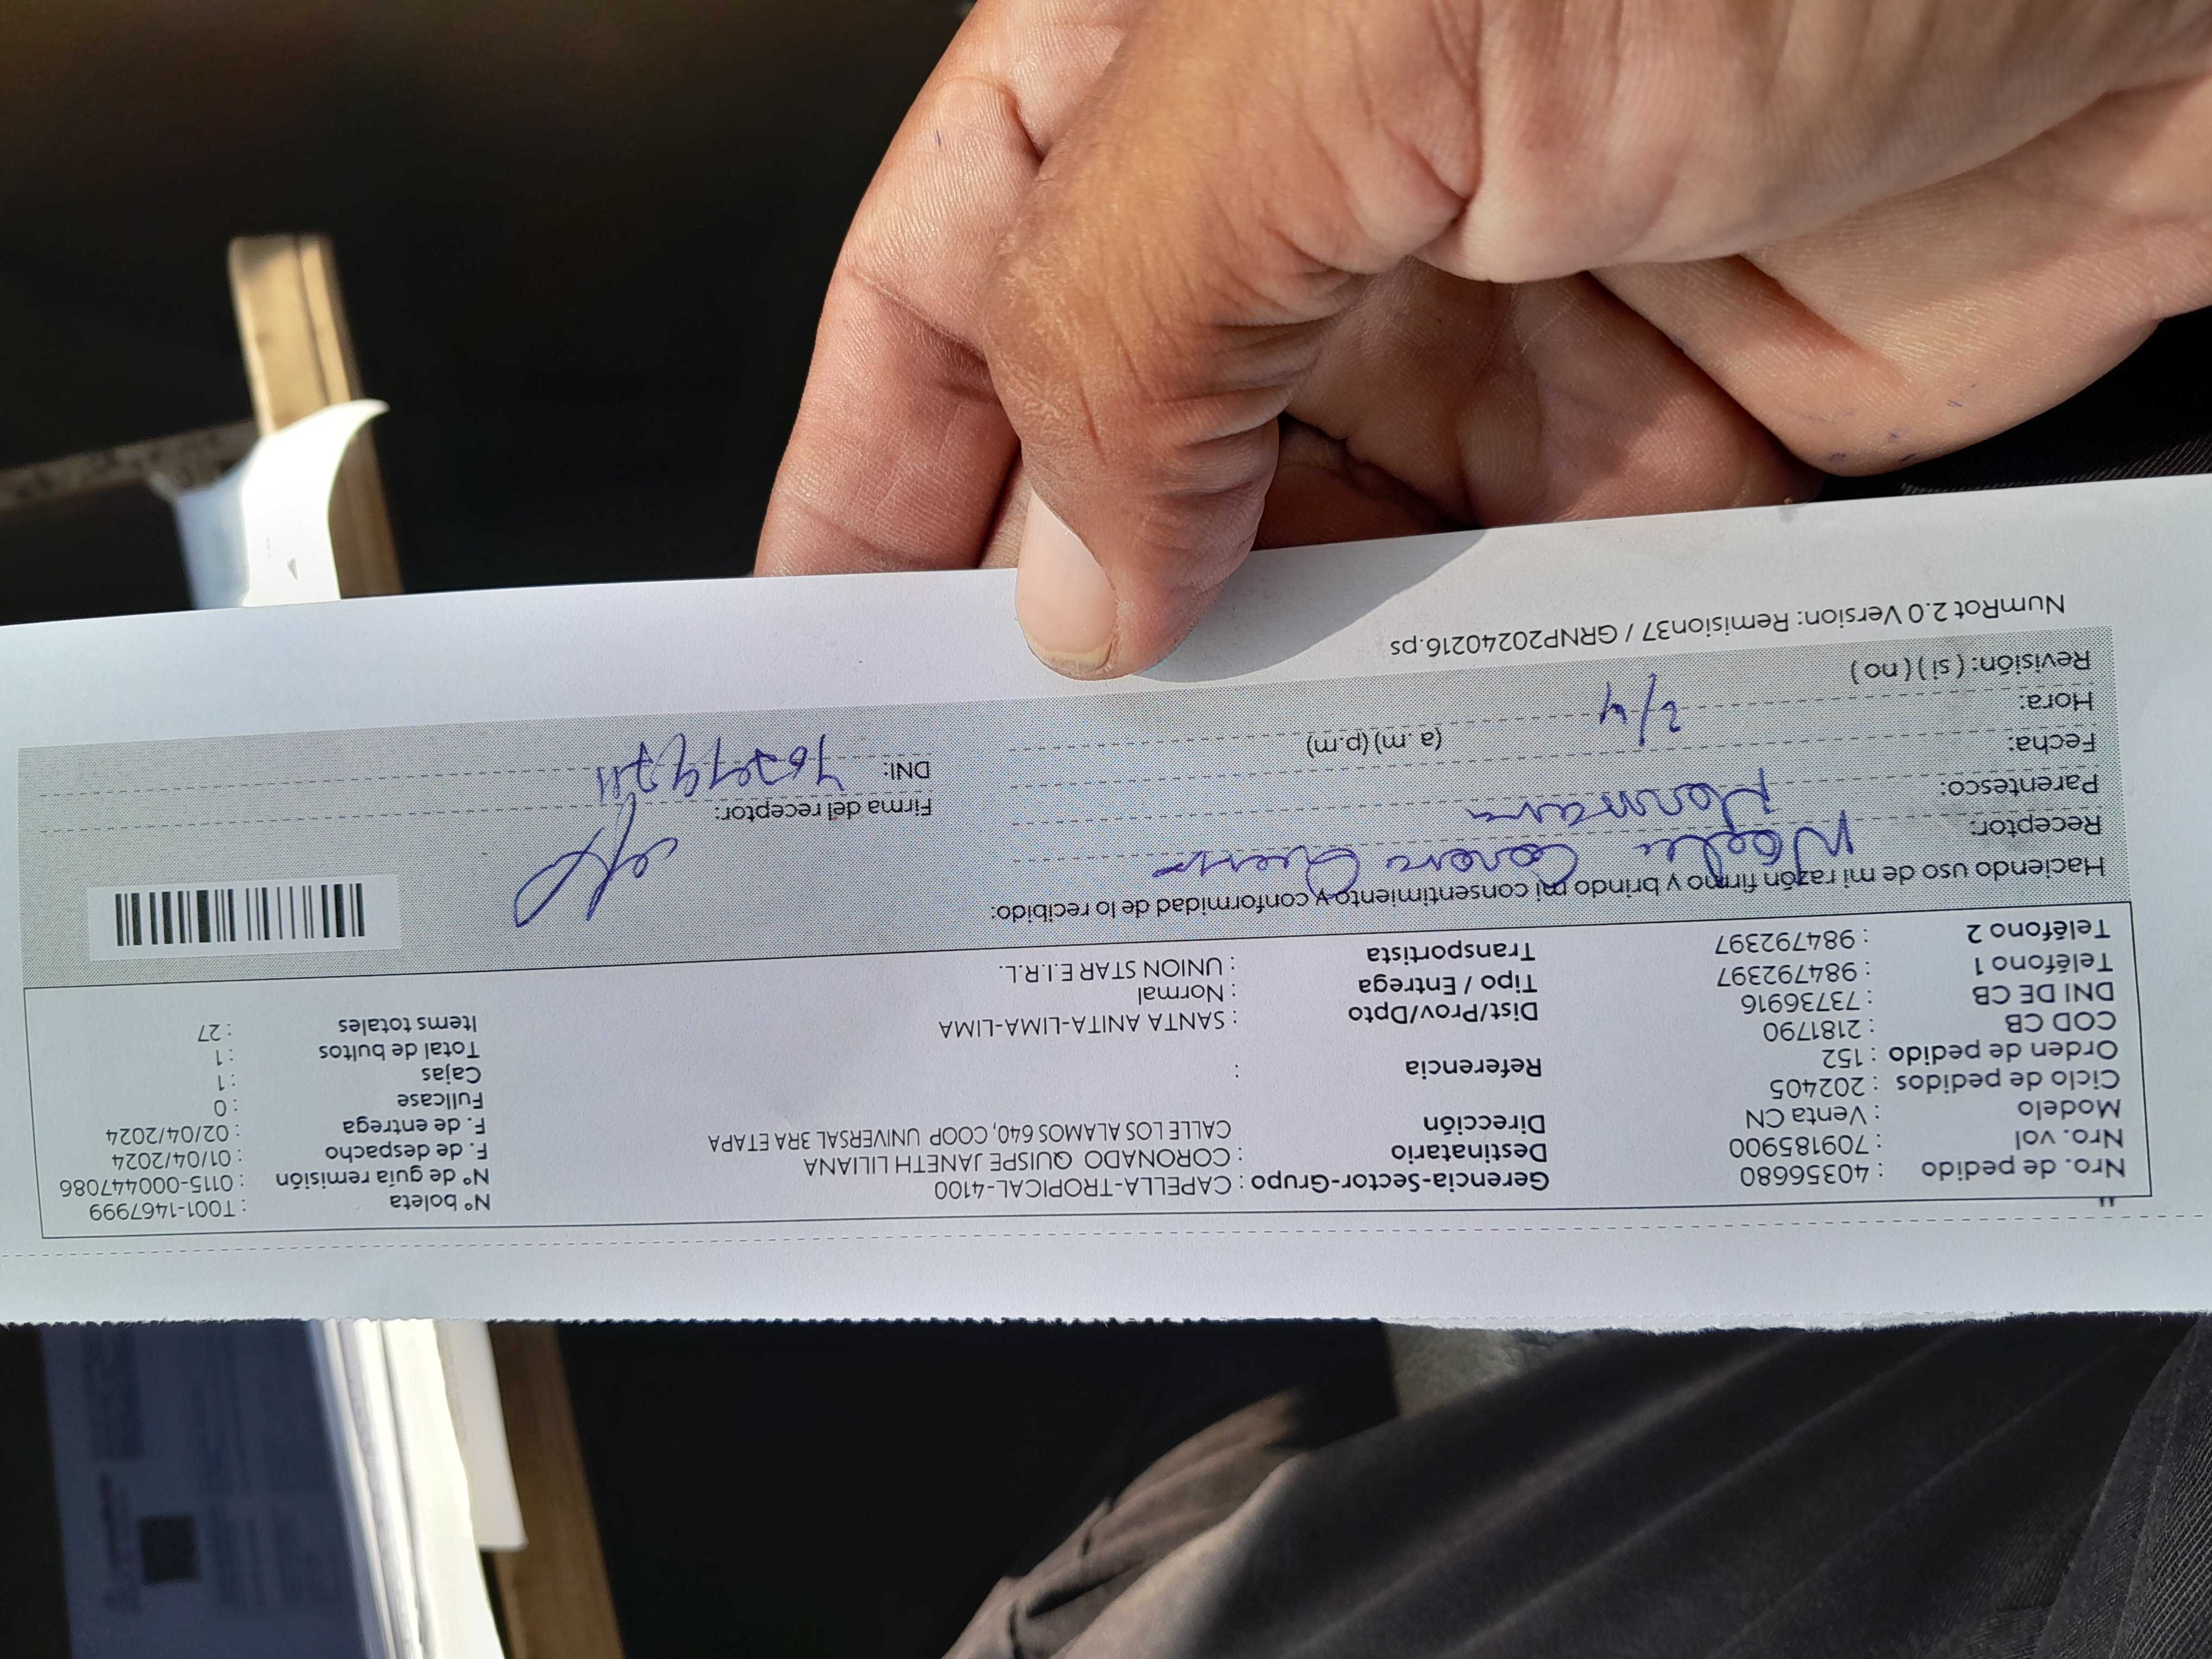 Nro. de pedido : 40356680 Gerencia-Sector-Grupo : CAPELLA-TROPICAL-4100 N° boleta : T001-1467999
Nro. vol : 709185900 Destinatario : CORONADO QUISPE JANETH LILIANA N° de guía remisión : 0115-000447086
Modelo : Venta CN Dirección CALLE LOS ALAMOS 640, COOP UNIVERSAL 3RA ETAPA F. de despacho : 01/04/2024
Ciclo de pedidos : 202405 F. de entrega : 02/04/2024
Orden de pedido : 152 Referencia : Fullcase : 0
COD CB : 2181790 Cajas : 1
DNI DE CB : 73736916 Dist/Prov/Dpto : SANTA ANITA-LIMA-LIMA Total de bultos : 1
Teléfono 1 : 984792397 Tipo / Entrega : Normal Items totales : 27
Teléfono 2 : 984792397 Transportista : UNION STAR E.I.R.L.
Haciendo uso de mi razón firmo y brindo mi consentimiento y conformidad de lo recibido:
Receptor:
Parentesco: Hermana Firma del receptor:
Fecha: DNI:
Hora: 2/4 (a.m) (p.m)
Revisión: ( si ) ( no )
NumRot 2.0 Version: Remision37 / GRNP20240216.ps